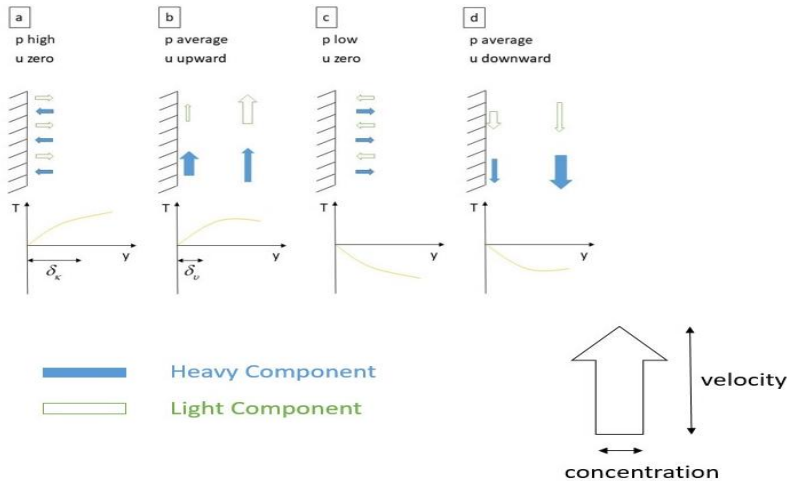 a
p high
u zero
b
p average
u upward
c
p low
u zero
d
p average
u downward
T
y
δκ
T
y
δυ
T
y
T
y
Heavy Component
Light Component
velocity
concentration